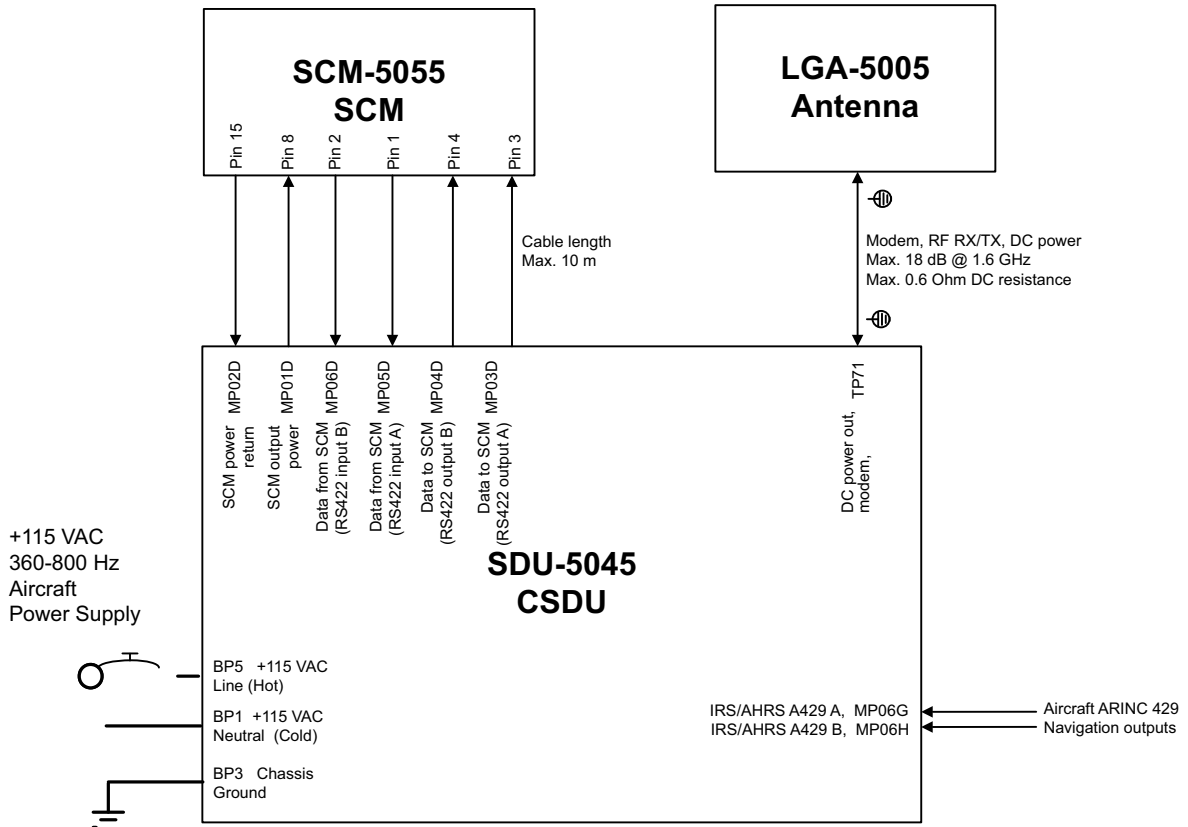 SCM-5055
SCM
Pin 15
Pin 8
Pin 2
Pin 1
Pin 4
Pin 3
LGA-5005
Antenna
Cable length
Max. 10 m
Modem, RF RX/TX, DC power
Max. 18 dB @ 1.6 GHz
Max. 0.6 Ohm DC resistance
MP02D
SCM power
return
MP01D
SCM output
power
MP06D
Data from SCM
(RS422 input B)
MP05D
Data from SCM
(RS422 input A)
MP04D
Data to SCM
(RS422 output B)
MP03D
Data to SCM
(RS422 output A)
TP71
DC power out,
modem,
SDU-5045
CSDU
+115 VAC
360-800 Hz
Aircraft
Power Supply
BP5 +115 VAC
Line (Hot)
BP1 +115 VAC
Neutral (Cold)
BP3 Chassis
Ground
IRS/AHRS A429 A, MP06G
IRS/AHRS A429 B, MP06H
Aircraft ARINC 429
Navigation outputs